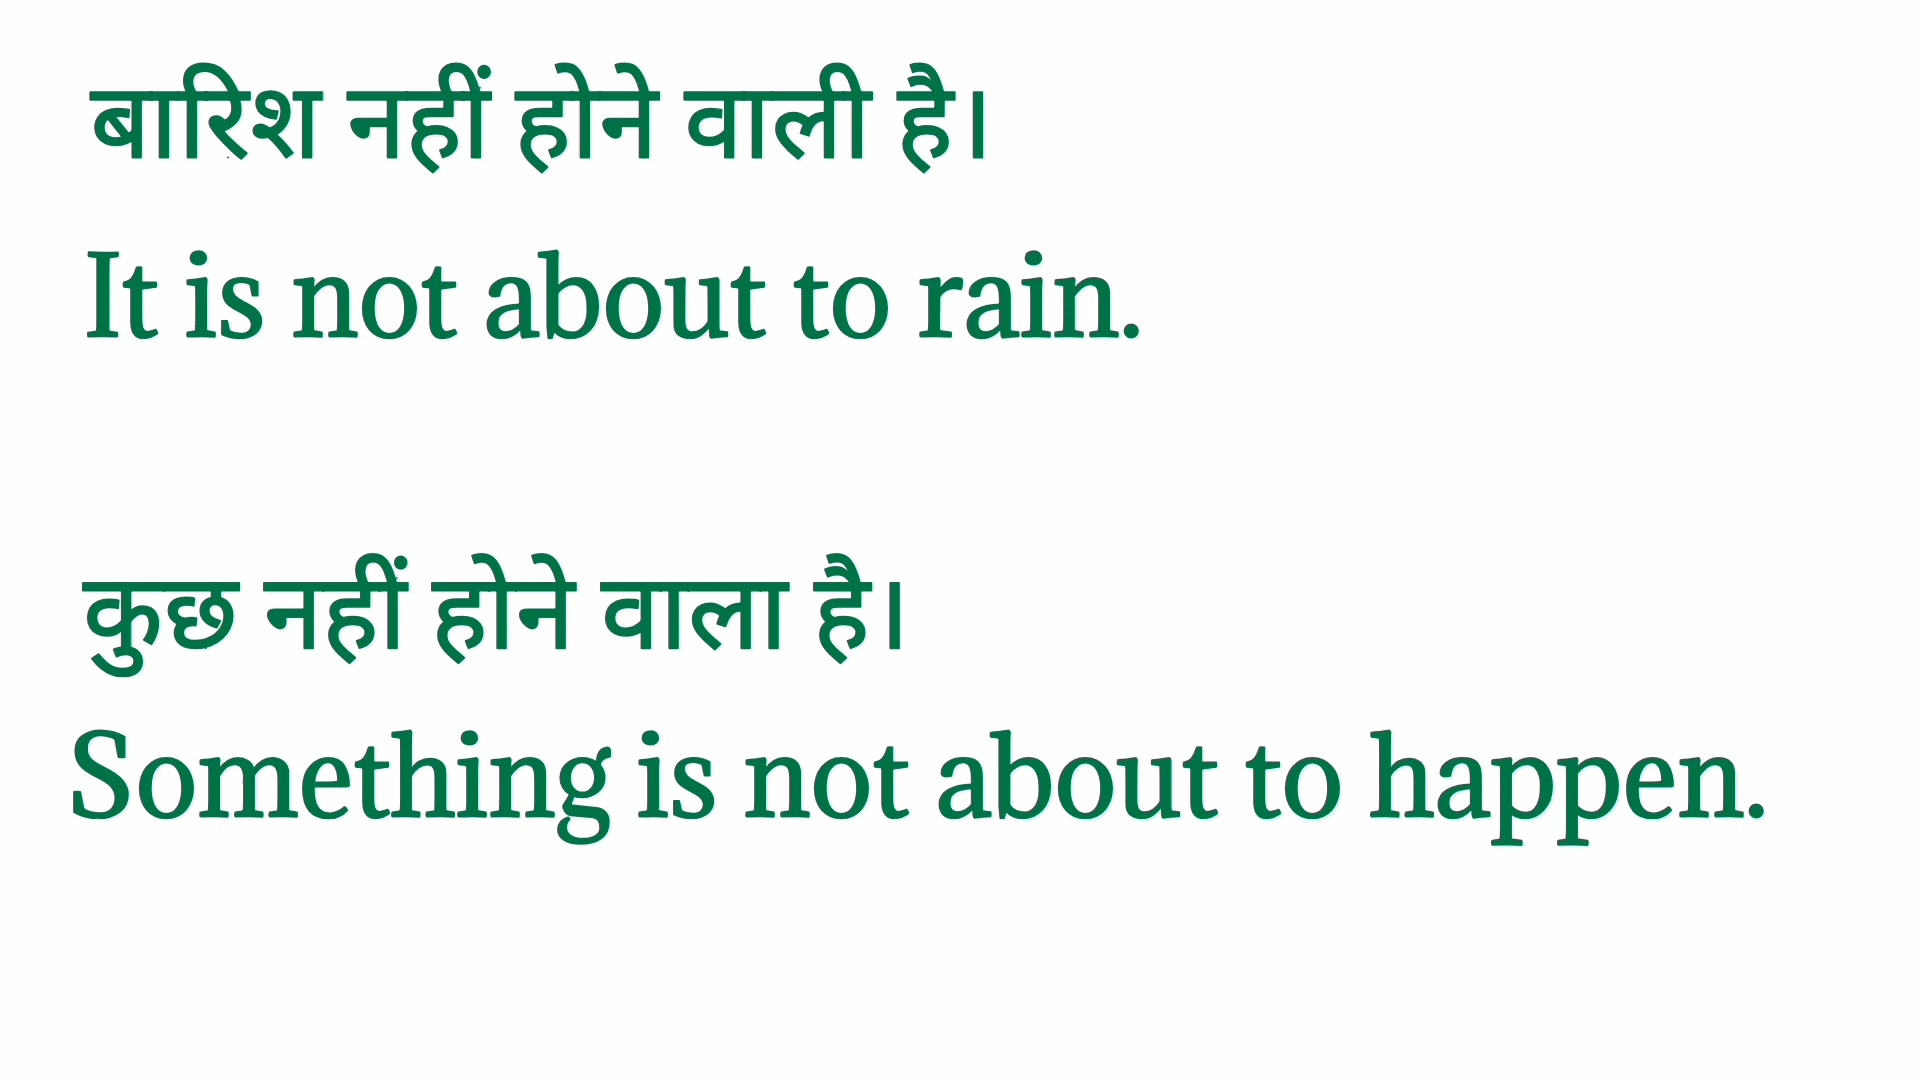 बारिश नहीं होने वाली है।
It is not about to rain.
कुछ नहीं होने वाला है।
Something is not about to happen.